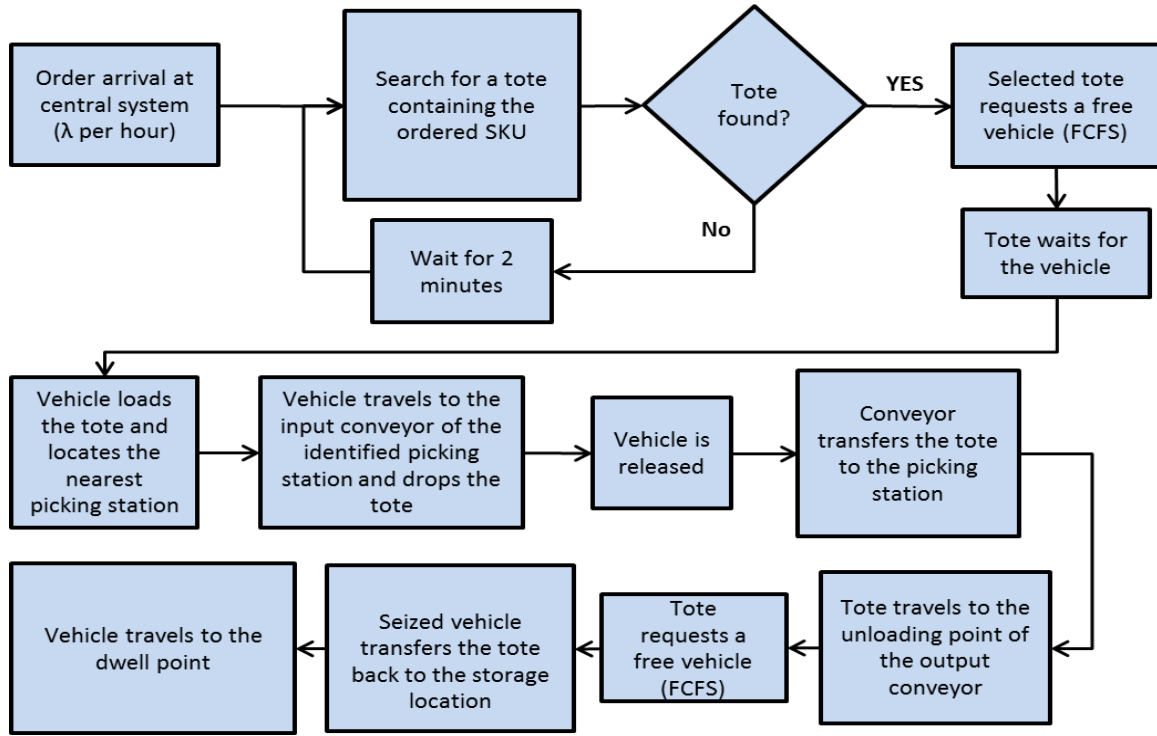 Order arrival at
central system
(λ per hour)
Search for a tote
containing the
ordered SKU
Tote
found?
YES
Selected tote
requests a free
vehicle (FCFS)
No
Wait for 2
minutes
Tote waits for
the vehicle
Vehicle loads
the tote and
locates the
nearest
picking station
Vehicle travels to the
input conveyor of the
identified picking
station and drops the
tote
Vehicle is
released
Conveyor
transfers the tote
to the picking
station
Vehicle travels to the
dwell point
Seized vehicle
transfers the tote
back to the storage
location
Tote
requests a
free vehicle
(FCFS)
Tote travels to the
unloading point of
the output
conveyor